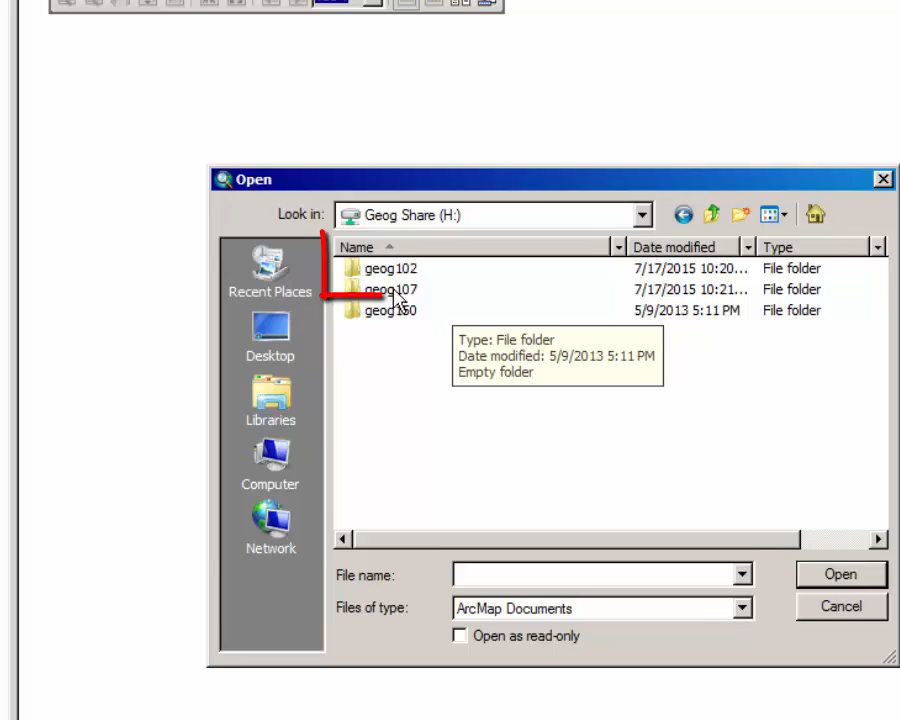 Open
Look in: Geog Share (H:)
Name Date modified Type
geog102 7/17/2015 10:20... File folder
geog107 7/17/2015 10:21... File folder
geog160 5/9/2013 5:11 PM File folder
Type: File folder
Date modified: 5/9/2013 5:11 PM
Empty folder
Recent Places
Desktop
Libraries
Computer
Network
File name: Open
Files of type: ArcMap Documents Cancel
Open as read-only